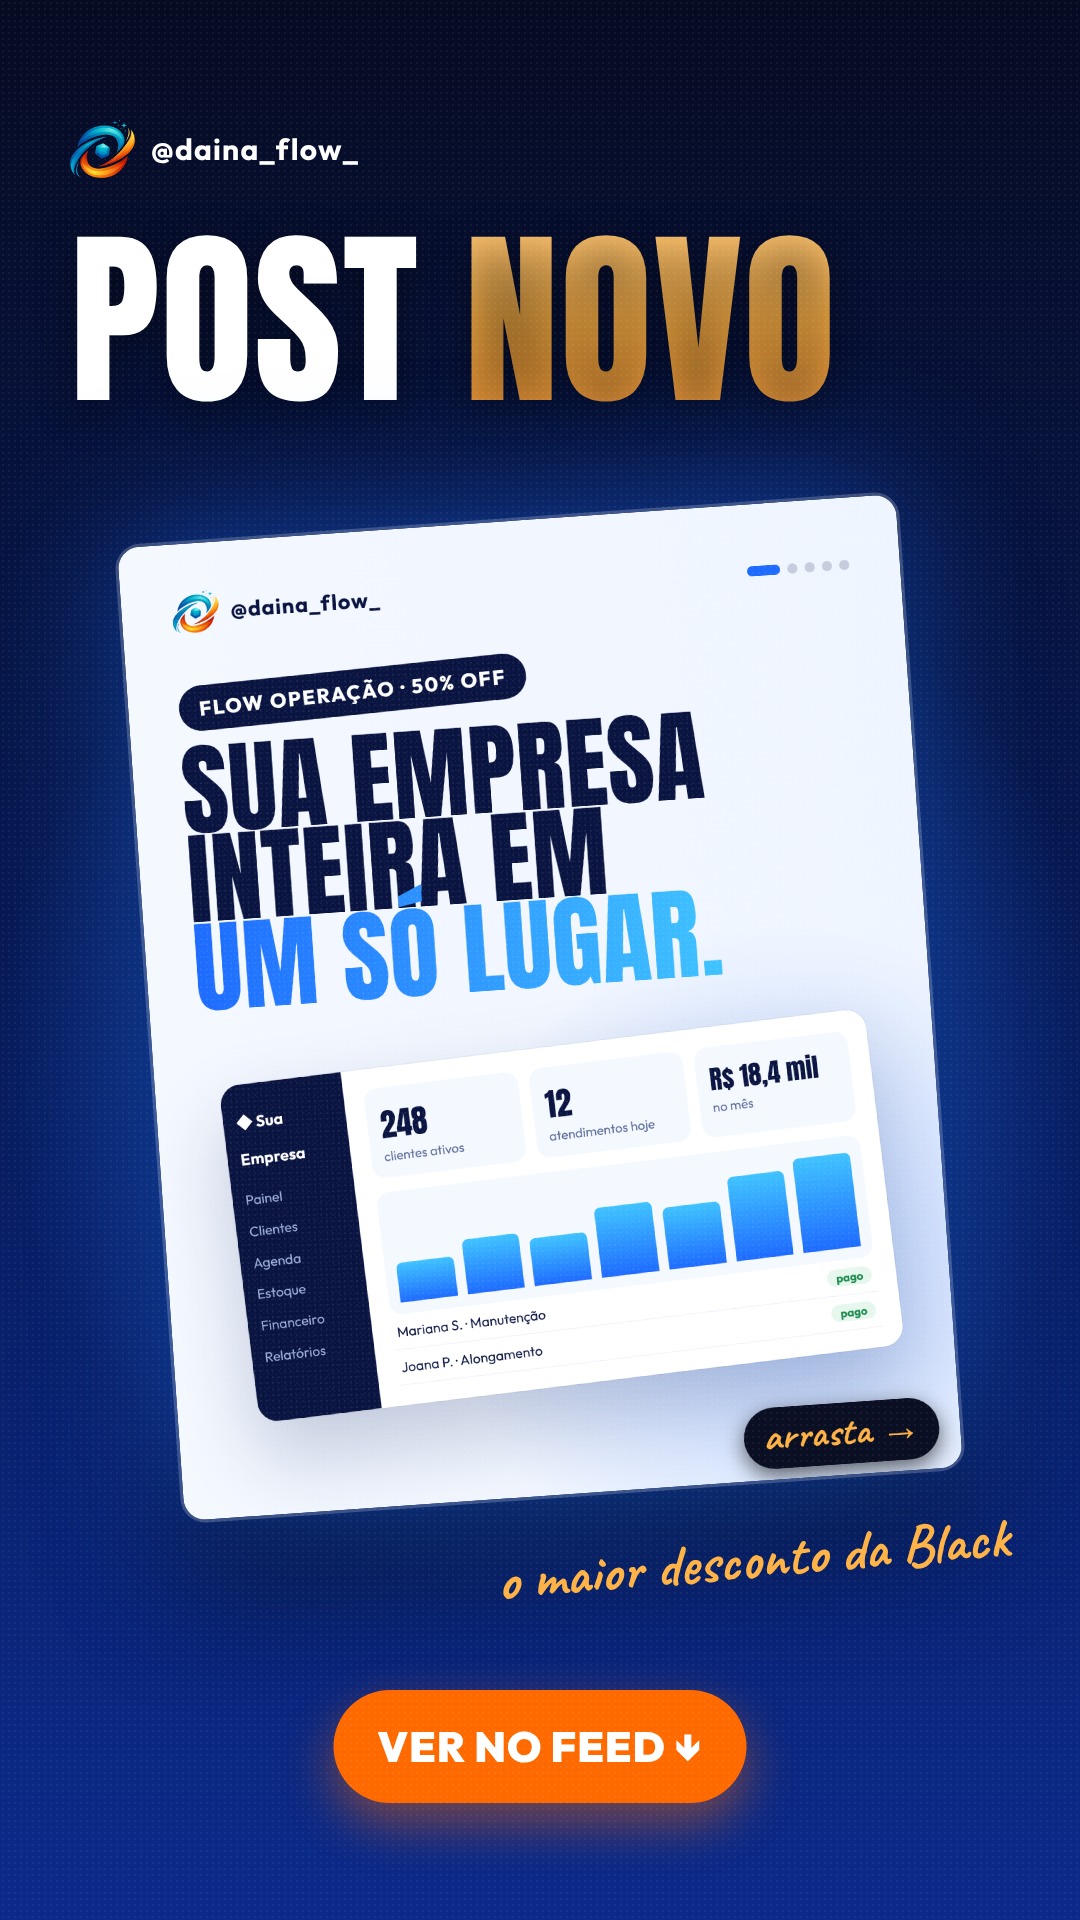 @daina_flow_
POST NOVO
@daina_flow_
FLOW OPERAÇÃO · 50% OFF
SUA EMPRESA
INTEIRA EM
UM SÓ LUGAR.
◆ Sua
Empresa
Painel
Clientes
Agenda
Estoque
Financeiro
Relatórios
248
clientes ativos
12
atendimentos hoje
R$ 18,4 mil
no mês
Mariana S. · Manutenção
pago
Joana P. · Alongamento
pago
arrasta →
o maior desconto da Black
VER NO FEED ↓